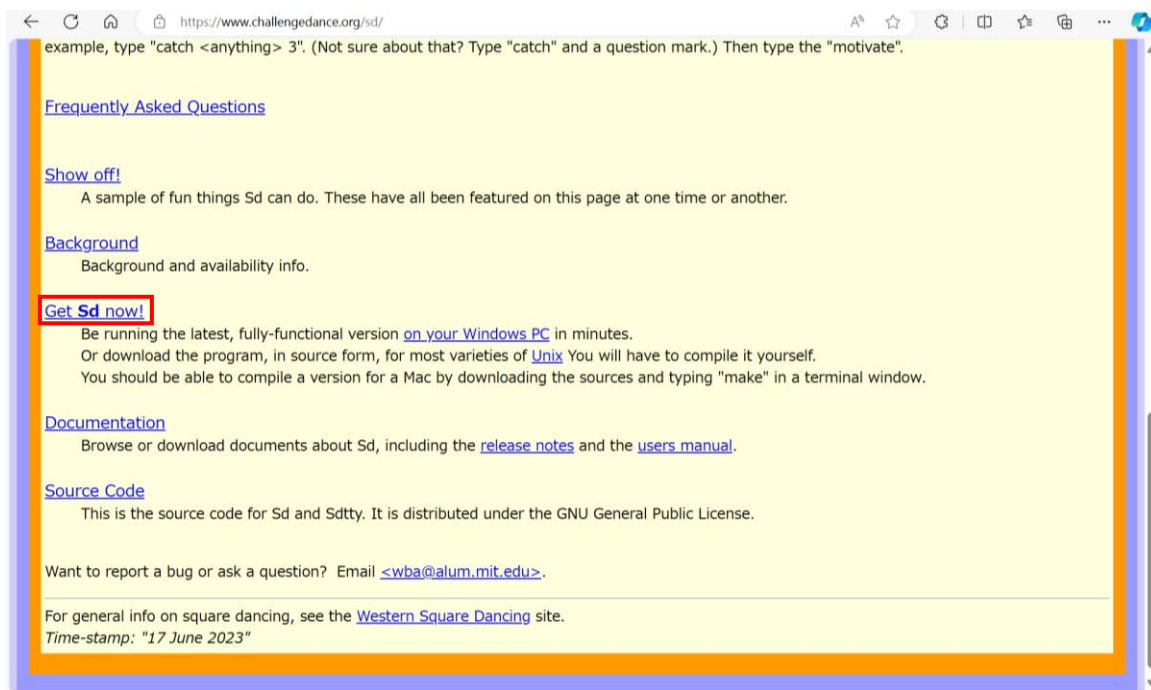 https://www.challengedance.org/sd/
example, type "catch <anything> 3". (Not sure about that? Type "catch" and a question mark.) Then type the "motivate".
Frequently Asked Questions
Show off!
A sample of fun things Sd can do. These have all been featured on this page at one time or another.
Background
Background and availability info.
Get Sd now!
Be running the latest, fully-functional version on your Windows PC in minutes.
Or download the program, in source form, for most varieties of Unix You will have to compile it yourself.
You should be able to compile a version for a Mac by downloading the sources and typing "make" in a terminal window.
Documentation
Browse or download documents about Sd, including the release notes and the users manual.
Source Code
This is the source code for Sd and Sdtty. It is distributed under the GNU General Public License.
Want to report a bug or ask a question? Email <wba@alum.mit.edu>.
For general info on square dancing, see the Western Square Dancing site.
Time-stamp: "17 June 2023"